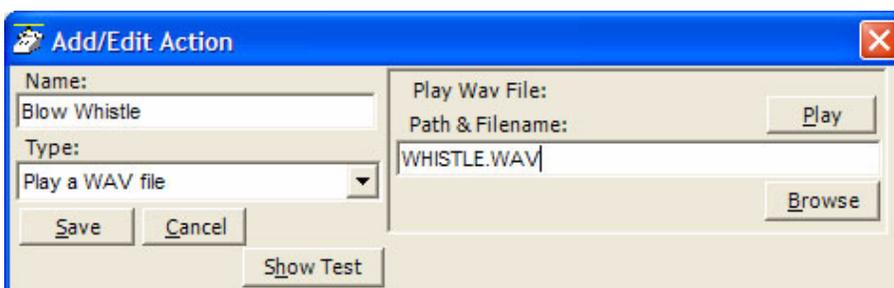 Add/Edit Action
Name:
Blow Whistle
Type:
Play a WAV file
Save
Cancel
Show Test
Play Wav File:
Path & Filename:
Play
WHISTLE.WAV
Browse